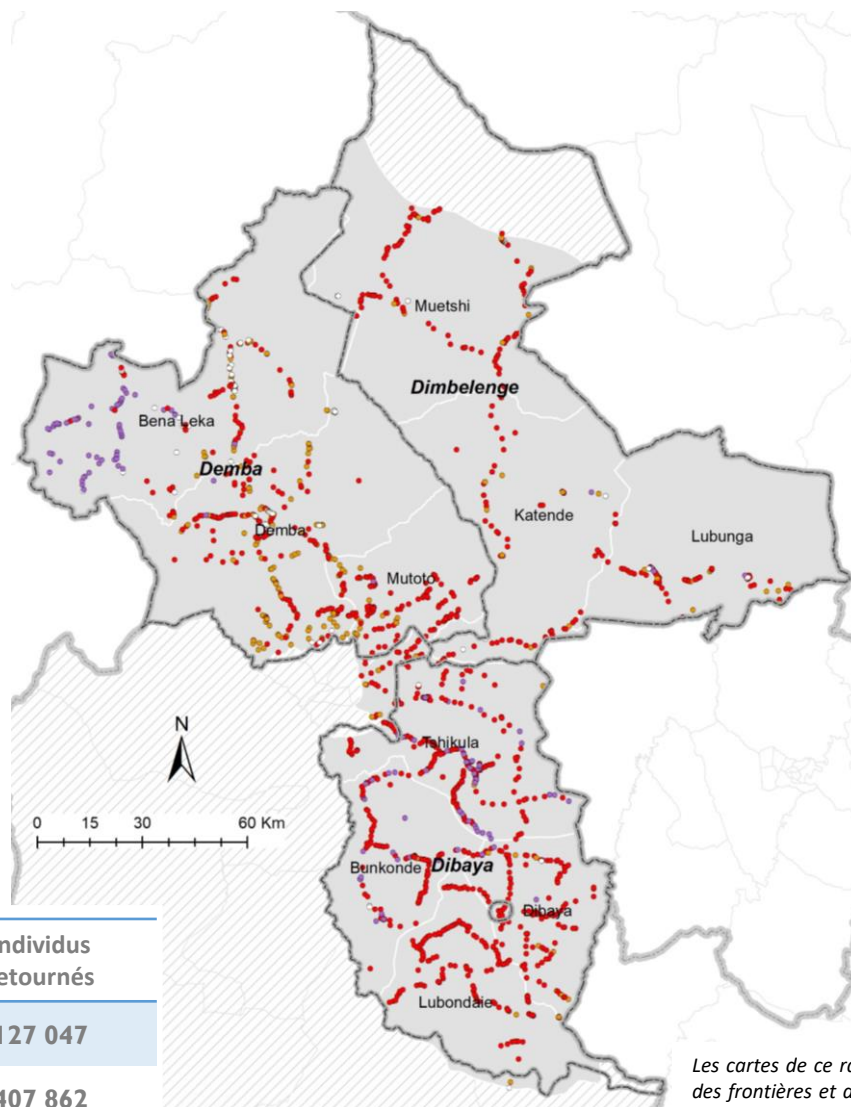 Muetshi
Dimbelenge
Bena Leka
Demba
Katende
Demba
Lubunga
Mutoto
N
Tshikula
0 15 30 60 Km
Bunkonde
Dibaya
Dibaya
Lubondaie
ndividus
etournés
127 047
407 862
Les cartes de ce ra
des frontières et d